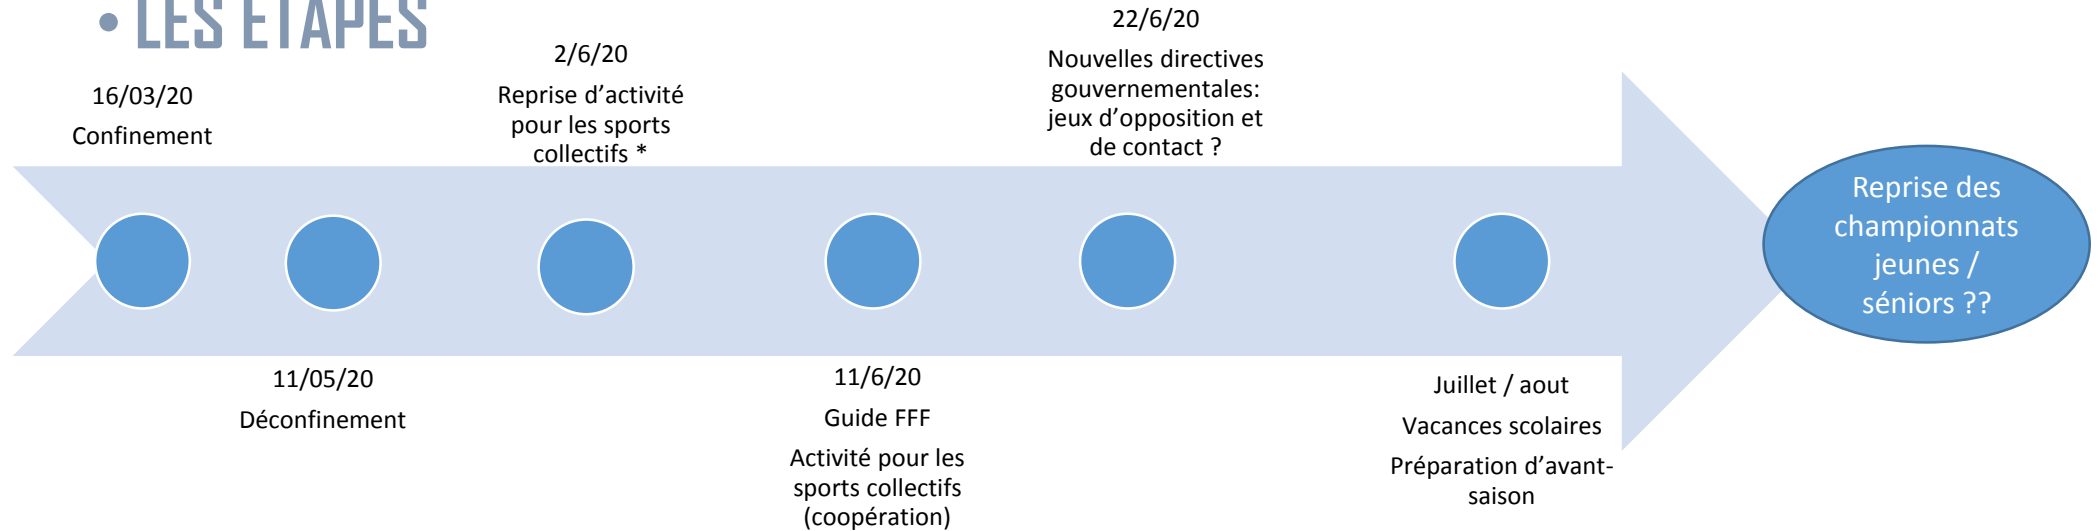 • LES ETAPES
16/03/20
Confinement
11/05/20
Déconfinement
2/6/20
Reprise d’activité
pour les sports
collectifs *
11/6/20
Guide FFF
Activité pour les
sports collectifs
(coopération)
22/6/20
Nouvelles directives
gouvernementales:
jeux d’opposition et
de contact ?
Juillet / aout
Vacances scolaires
Préparation d’avant-
saison
Reprise des
championnats
jeunes /
séniors ??